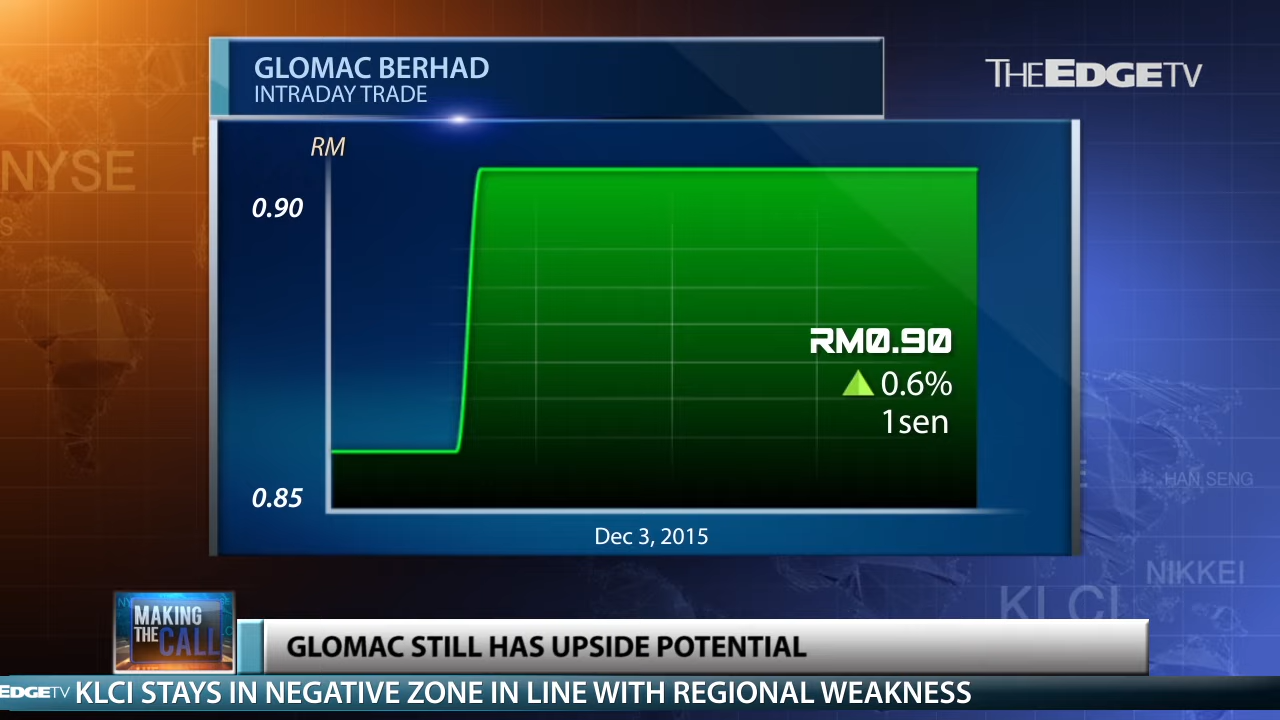 GLOMAC BERHAD
INTRADAY TRADE
THEEDGETV
RM
NYSE
0.90
RM0.90
0.6%
1sen
HAN SENG
0.85
Dec 3, 2015
NIKKEI
KLCI
MAKING
THE CALL
GLOMAC STILL HAS UPSIDE POTENTIAL
EDGETV KLCI STAYS IN NEGATIVE ZONE IN LINE WITH REGIONAL WEAKNESS